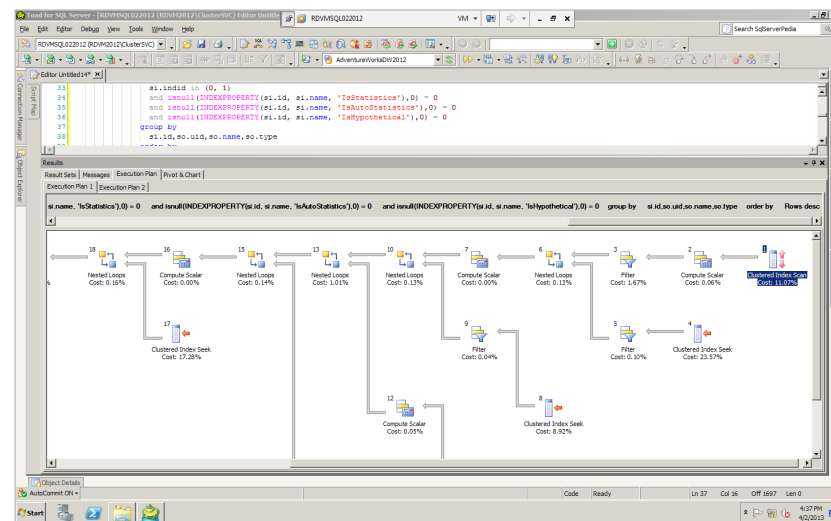 Toad for SQL Server - [RDVMSQL022012 (RDVM2012\ClusterSVC) Editor Untitle
RDVMSQL022012
VM
File Edit Editor Debug View Tools Window Help
Search SqlServerPedia
RDVMSQL022012 (RDVM2012\ClusterSVC)
AdventureWorksDW2012
Editor Untitled14*
Connection Manager
Script Map
Object Explorer
33 si.indid in (0, 1)
34 and isnull(INDEXPROPERTY(si.id, si.name, 'IsStatistics'),0) = 0
35 and isnull(INDEXPROPERTY(si.id, si.name, 'IsAutoStatistics'),0) = 0
36 and isnull(INDEXPROPERTY(si.id, si.name, 'IsHypothetical'),0) = 0
37 group by
38 si.id,so.uid,so.name,so.type
Results
Result Sets Messages Execution Plan Pivot & Chart
Execution Plan 1 Execution Plan 2
si.name, 'IsStatistics'),0) = 0 and isnull(INDEXPROPERTY(si.id, si.name, 'IsAutoStatistics'),0) = 0 and isnull(INDEXPROPERTY(si.id, si.name, 'IsHypothetical'),0) = 0 group by si.id,so.uid,so.name,so.type order by Rows desc
18 16 15 13 10 7 6 3 2 1
Nested Loops Compute Scalar Nested Loops Nested Loops Nested Loops Compute Scalar Nested Loops Filter Compute Scalar Clustered Index Scan
% Cost: 0.16% Cost: 0.00% Cost: 0.14% Cost: 1.01% Cost: 0.13% Cost: 0.00% Cost: 0.13% Cost: 1.67% Cost: 0.06% Cost: 11.07%
17 9 5 4
Clustered Index Seek Filter Filter Clustered Index Seek
Cost: 17.28% Cost: 0.04% Cost: 0.10% Cost: 23.57%
12 8
Compute Scalar Clustered Index Seek
Cost: 0.05% Cost: 8.92%
Object Details
AutoCommit ON Code Ready Ln 37 Col 16 Off 1697 Len 0
Start
4:37 PM
4/2/2013